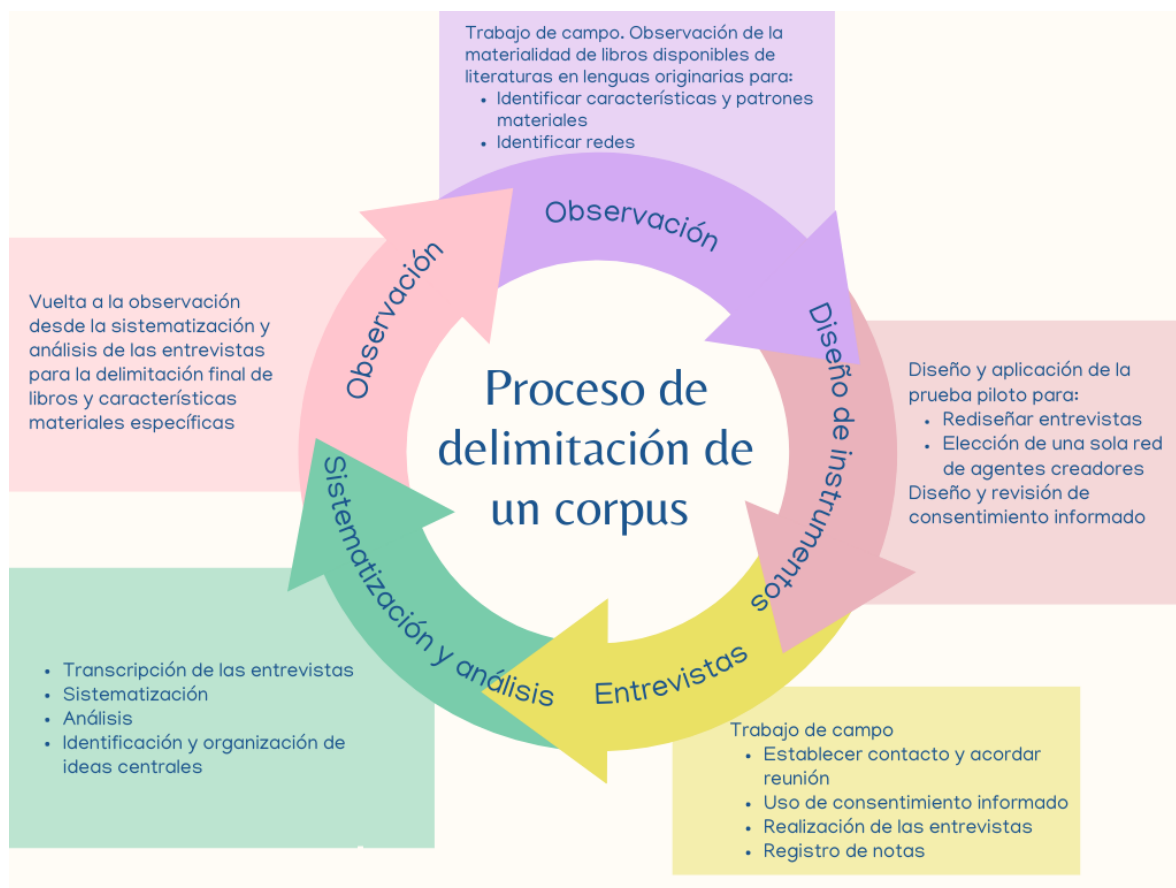 Trabajo de campo. Observación de la
materialidad de libros disponibles de
literaturas en lenguas originarias para:
• Identificar características y patrones
materiales
• Identificar redes
Observación
Diseño de instrumentos
Diseño y aplicación de la
prueba piloto para:
• Rediseñar entrevistas
• Elección de una sola red
de agentes creadores
Diseño y revisión de
consentimiento informado
Entrevistas
Trabajo de campo
• Establecer contacto y acordar
reunión
• Uso de consentimiento informado
• Realización de las entrevistas
• Registro de notas
Sistematización y análisis
• Transcripción de las entrevistas
• Sistematización
• Análisis
• Identificación y organización de
ideas centrales
Observación
Vuelta a la observación
desde la sistematización y
análisis de las entrevistas
para la delimitación final de
libros y características
materiales específicas
Proceso de
delimitación de
un corpus